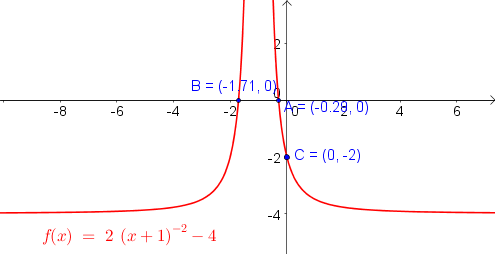 2
B = (-1.71, 0)
0
-8 -6 -4 -2 2 4 6
A = (-0.29, 0)
-2
C = (0, -2)
-4
f(x) = 2 (x + 1)⁻² − 4